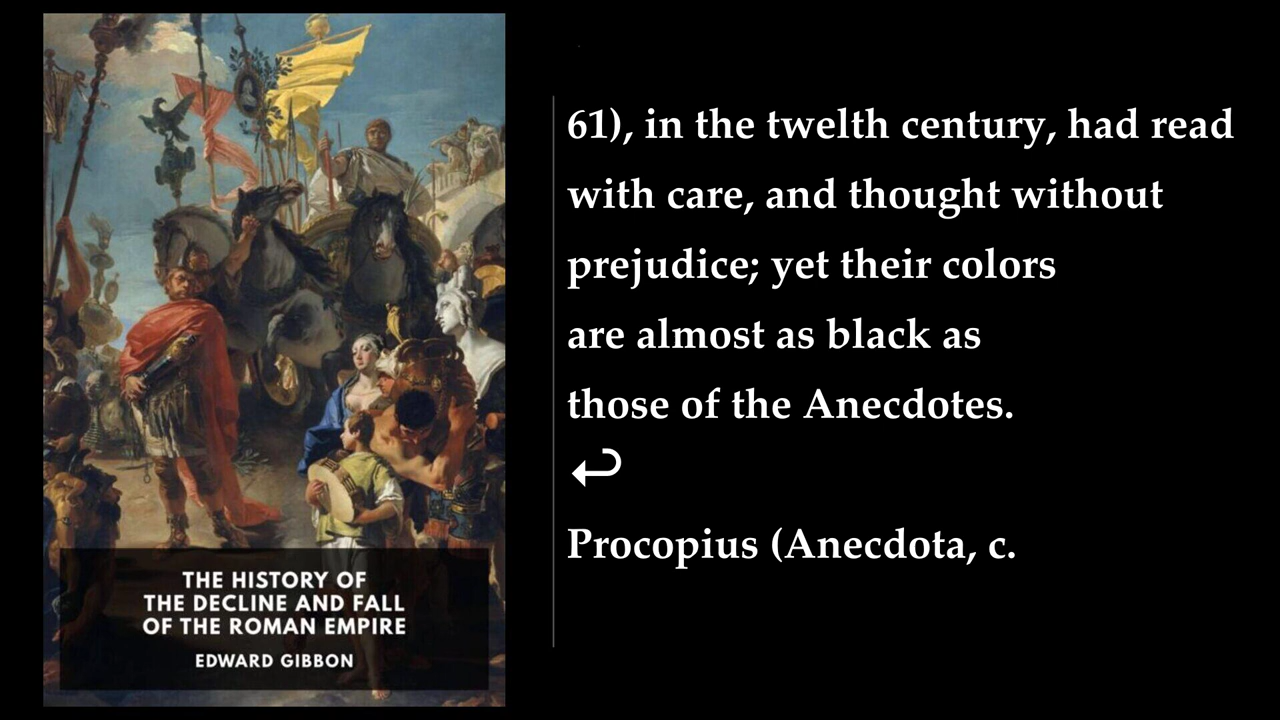 61), in the twelth century, had read
with care, and thought without
prejudice; yet their colors
are almost as black as
those of the Anecdotes.
↩
Procopius (Anecdota, c.
THE HISTORY OF
THE DECLINE AND FALL
OF THE ROMAN EMPIRE
EDWARD GIBBON